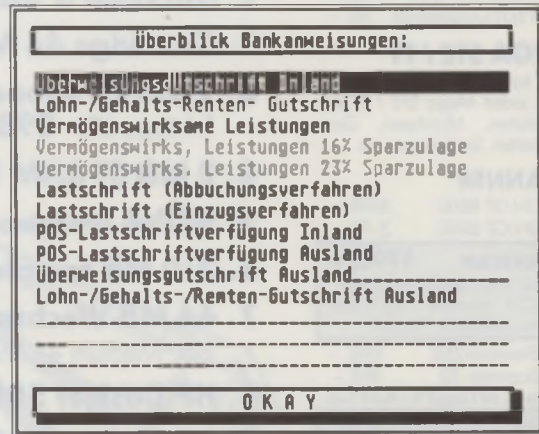 Überblick Bankanweisungen:
Überweisungsgutschrift Inland
Lohn-/Gehalts-Renten- Gutschrift
Vermögenswirksame Leistungen
Vermögenswirks, Leistungen 16% Sparzulage
Vermögenswirks. Leistungen 23% Sparzulage
Lastschrift (Abbuchungsverfahren)
Lastschrift (Einzugsverfahren)
POS-Lastschriftverfügung Inland
POS-Lastschriftverfügung Ausland
Überweisungsgutschrift Ausland
Lohn-/Gehalts-/Renten-Gutschrift Ausland
OKAY